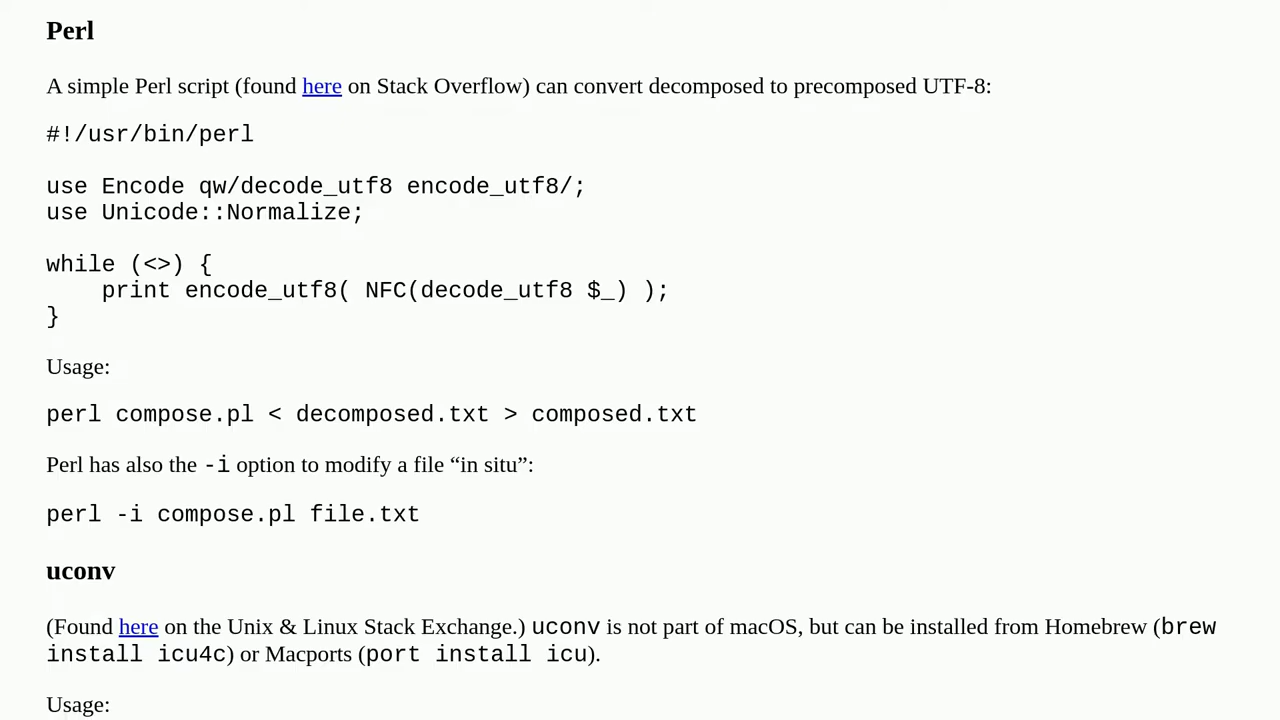 Perl
A simple Perl script (found here on Stack Overflow) can convert decomposed to precomposed UTF-8:
#!/usr/bin/perl
use Encode qw/decode_utf8 encode_utf8/;
use Unicode::Normalize;
while (<>) {
    print encode_utf8( NFC(decode_utf8 $_) );
}
Usage:
perl compose.pl < decomposed.txt > composed.txt
Perl has also the -i option to modify a file “in situ”:
perl -i compose.pl file.txt
uconv
(Found here on the Unix & Linux Stack Exchange.) uconv is not part of macOS, but can be installed from Homebrew (brew
install icu4c) or Macports (port install icu).
Usage: